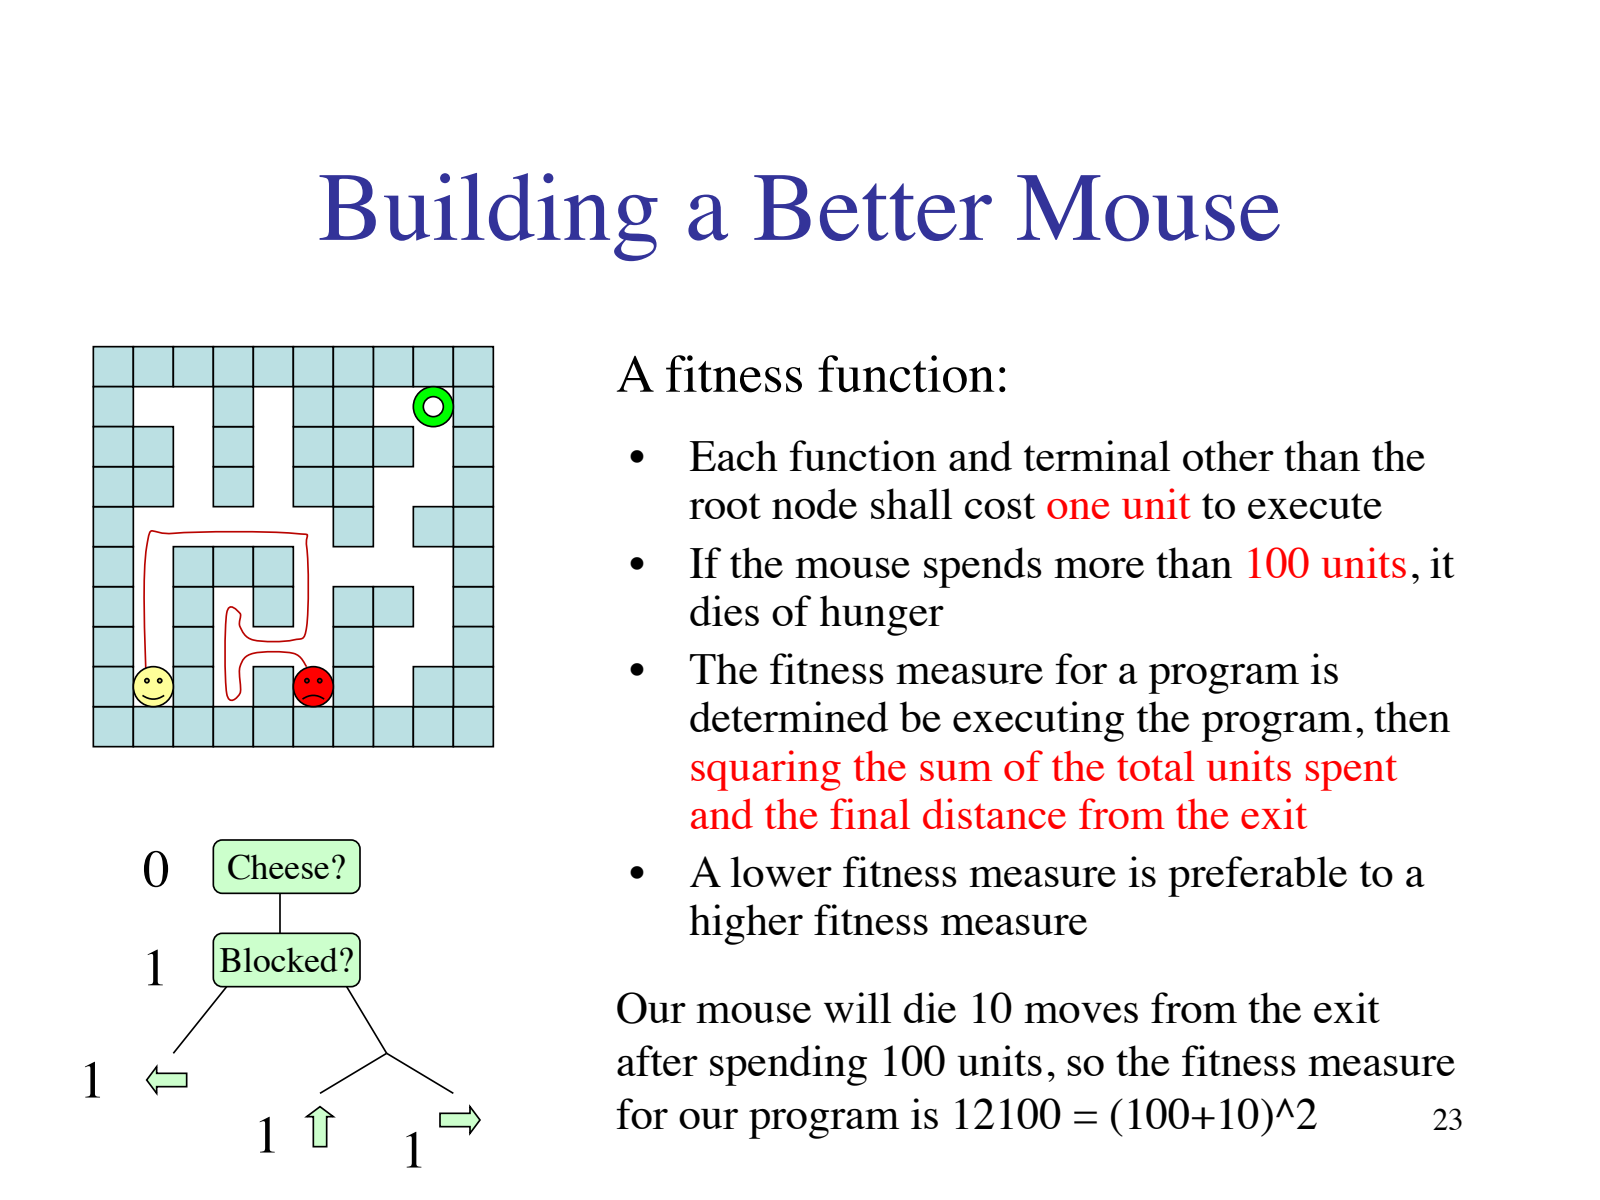 Building a Better Mouse
A fitness function:
• Each function and terminal other than the
root node shall cost one unit to execute
• If the mouse spends more than 100 units, it
dies of hunger
• The fitness measure for a program is
determined be executing the program, then
squaring the sum of the total units spent
and the final distance from the exit
• A lower fitness measure is preferable to a
higher fitness measure
Our mouse will die 10 moves from the exit
after spending 100 units, so the fitness measure
for our program is 12100 = (100+10)^2
0 Cheese?
1 Blocked?
1
1
1
23